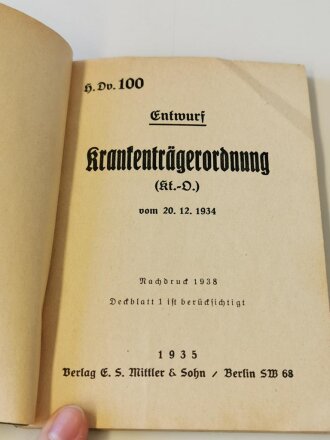 H. Dv. 100
Entwurf
Krankenträgerordnung
(Kt.-O.)
vom 20. 12. 1934
Nachdruck 1938
Deckblatt 1 ist berücksichtigt
1935
Verlag E. S. Mittler & Sohn / Berlin SW 68